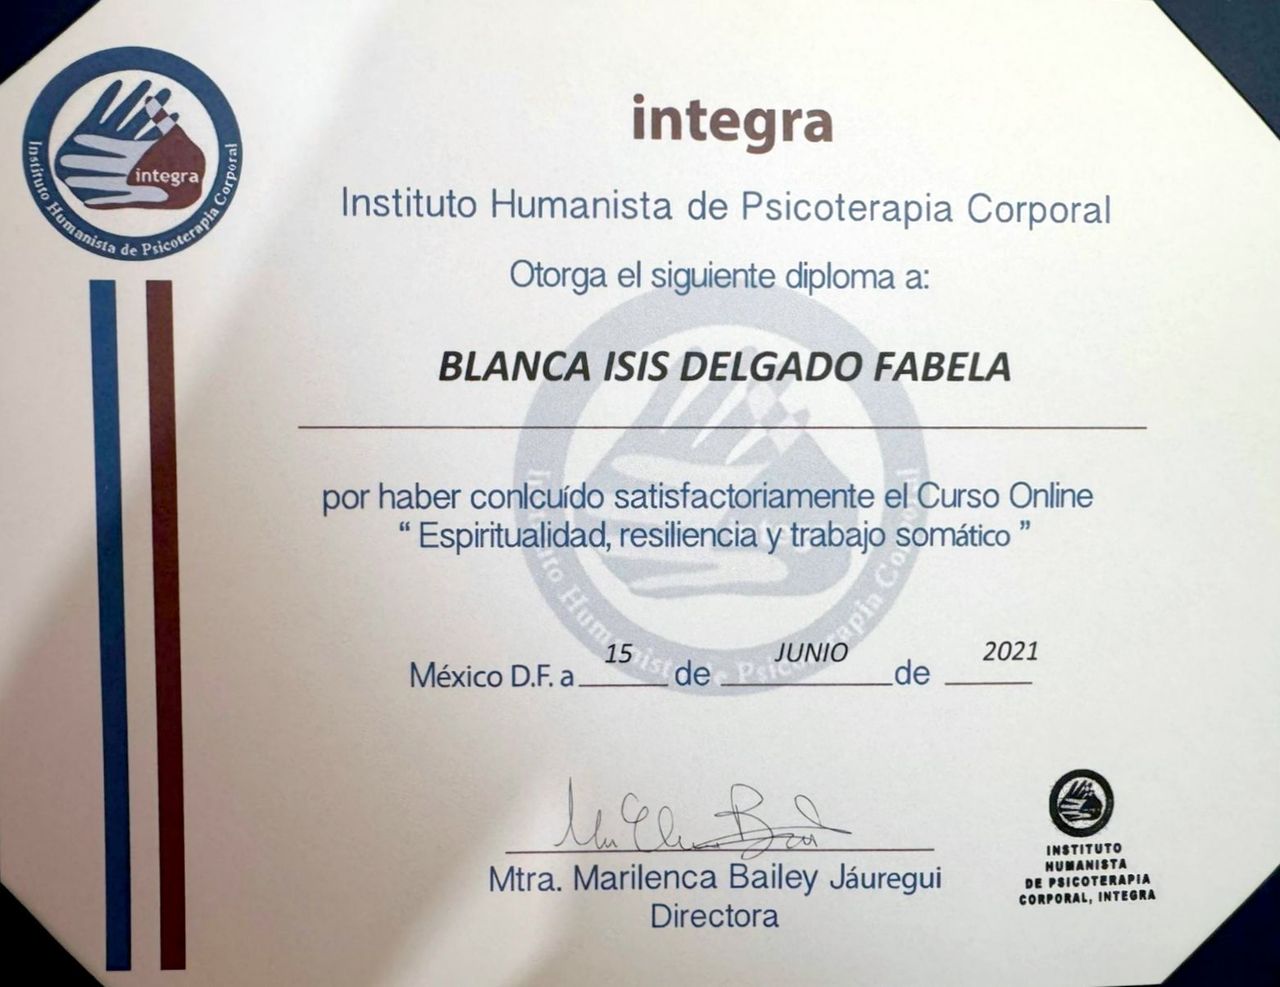 integra
Instituto Humanista de Psicoterapia Corporal
integra
Instituto Humanista de Psicoterapia Corporal
Otorga el siguiente diploma a:
BLANCA ISIS DELGADO FABELA
por haber conlcuído satisfactoriamente el Curso Online
“ Espiritualidad, resiliencia y trabajo somático ”
México D.F. a 15 de JUNIO de 2021
Mtra. Marilenca Bailey Jáuregui
Directora
INSTITUTO
HUMANISTA
DE PSICOTERAPIA
CORPORAL, INTEGRA